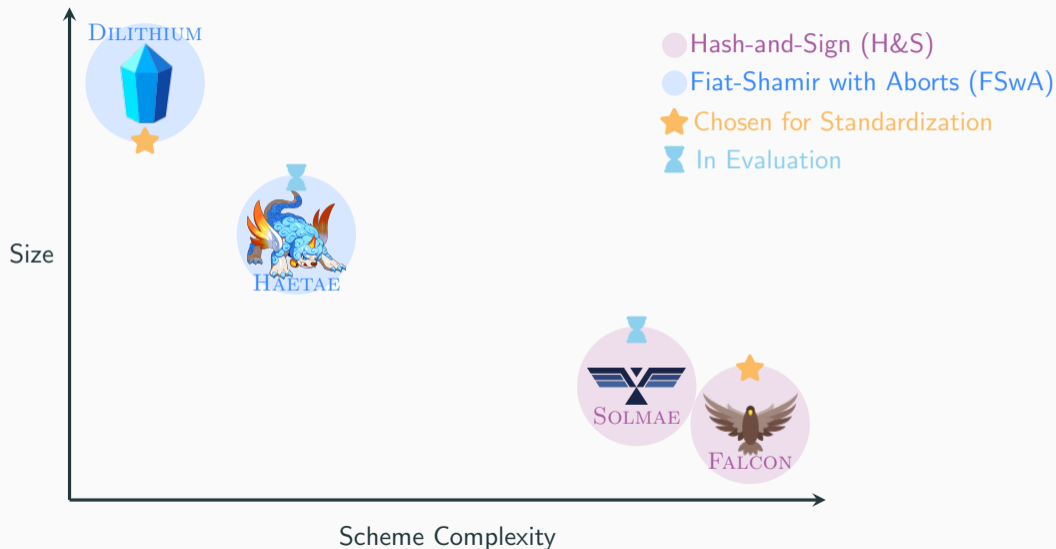 DILITHIUM
Hash-and-Sign (H&S)
Fiat-Shamir with Aborts (FSwA)
Chosen for Standardization
In Evaluation
Size
HAETAE
SOLMAE
FALCON
Scheme Complexity